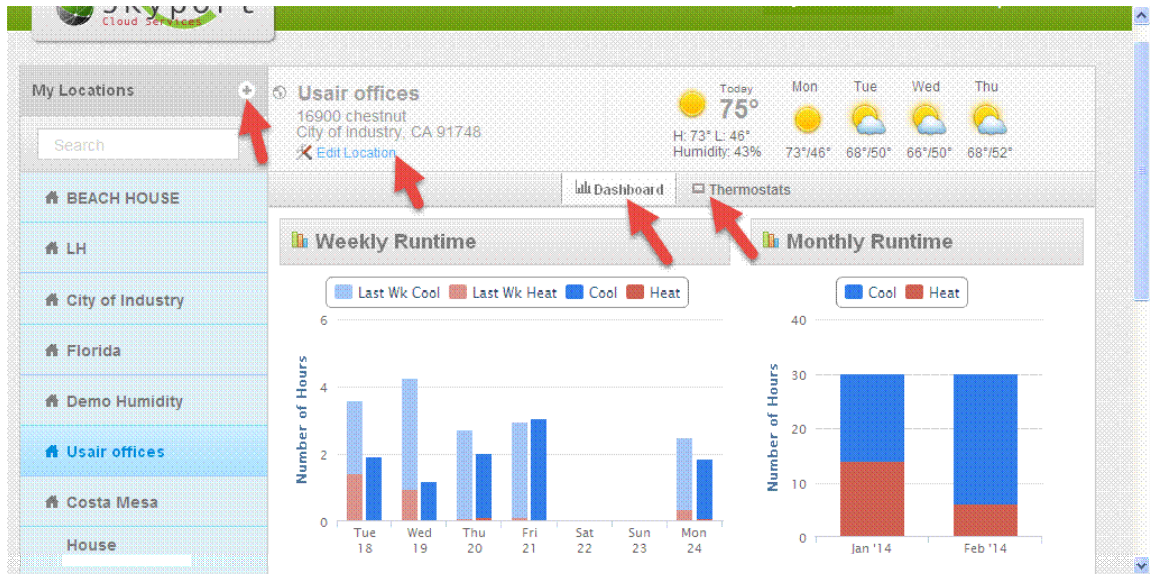 Skyport
Cloud Services
My Locations
Search
BEACH HOUSE
LH
City of Industry
Florida
Demo Humidity
Usair offices
Costa Mesa
House
Usair offices
16900 chestnut
City of Industry, CA 91748
Edit Location
Today
75°
H: 73° L: 46°
Humidity: 43%
Mon Tue Wed Thu
73°/46° 68°/50° 66°/50° 68°/52°
Dashboard Thermostats
Weekly Runtime
Last Wk Cool Last Wk Heat Cool Heat
Number of Hours
6
4
2
0
Tue Wed Thu Fri Sat Sun Mon
18 19 20 21 22 23 24
Monthly Runtime
Cool Heat
Number of Hours
40
30
20
10
0
Jan '14 Feb '14